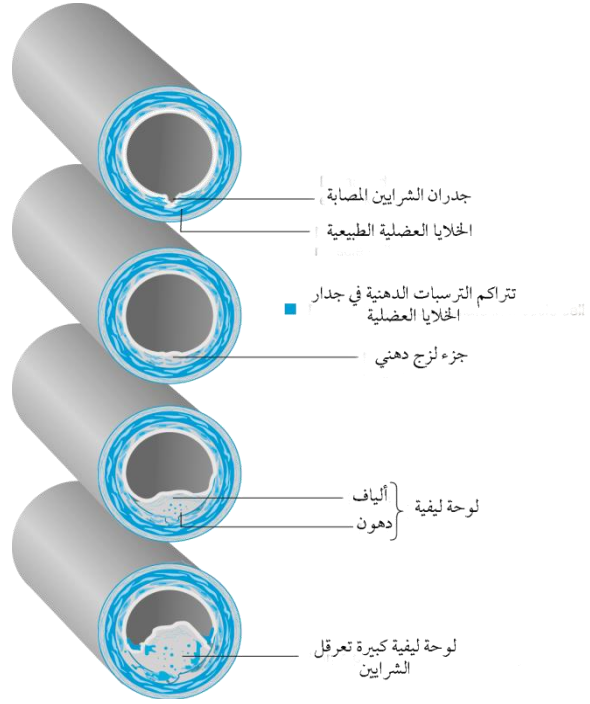 جدران الشرايين المصابة
الخلايا العضلية الطبيعية
تتراكم الترسبات الدهنية في جدار
الخلايا العضلية
جزء لزج دهني
ألياف
دهون
لوحة ليفية
لوحة ليفية كبيرة تعرقل
الشرايين